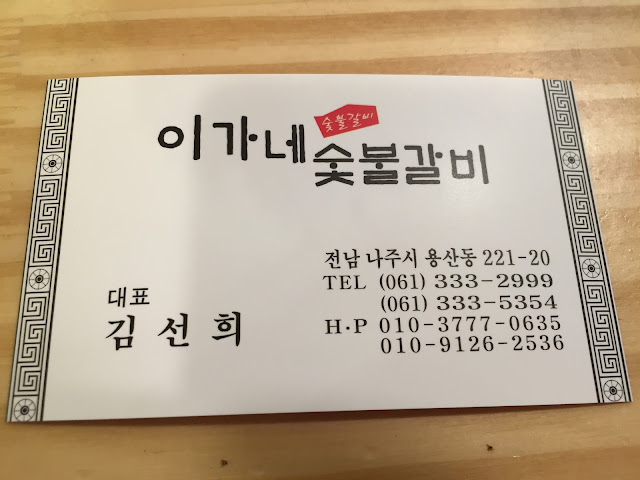 숯불갈비
이가네 숯불갈비
전남 나주시 용산동 221-20
TEL (061) 333-2999
(061) 333-5354
대표
김선희
H·P 010-3777-0635
010-9126-2536